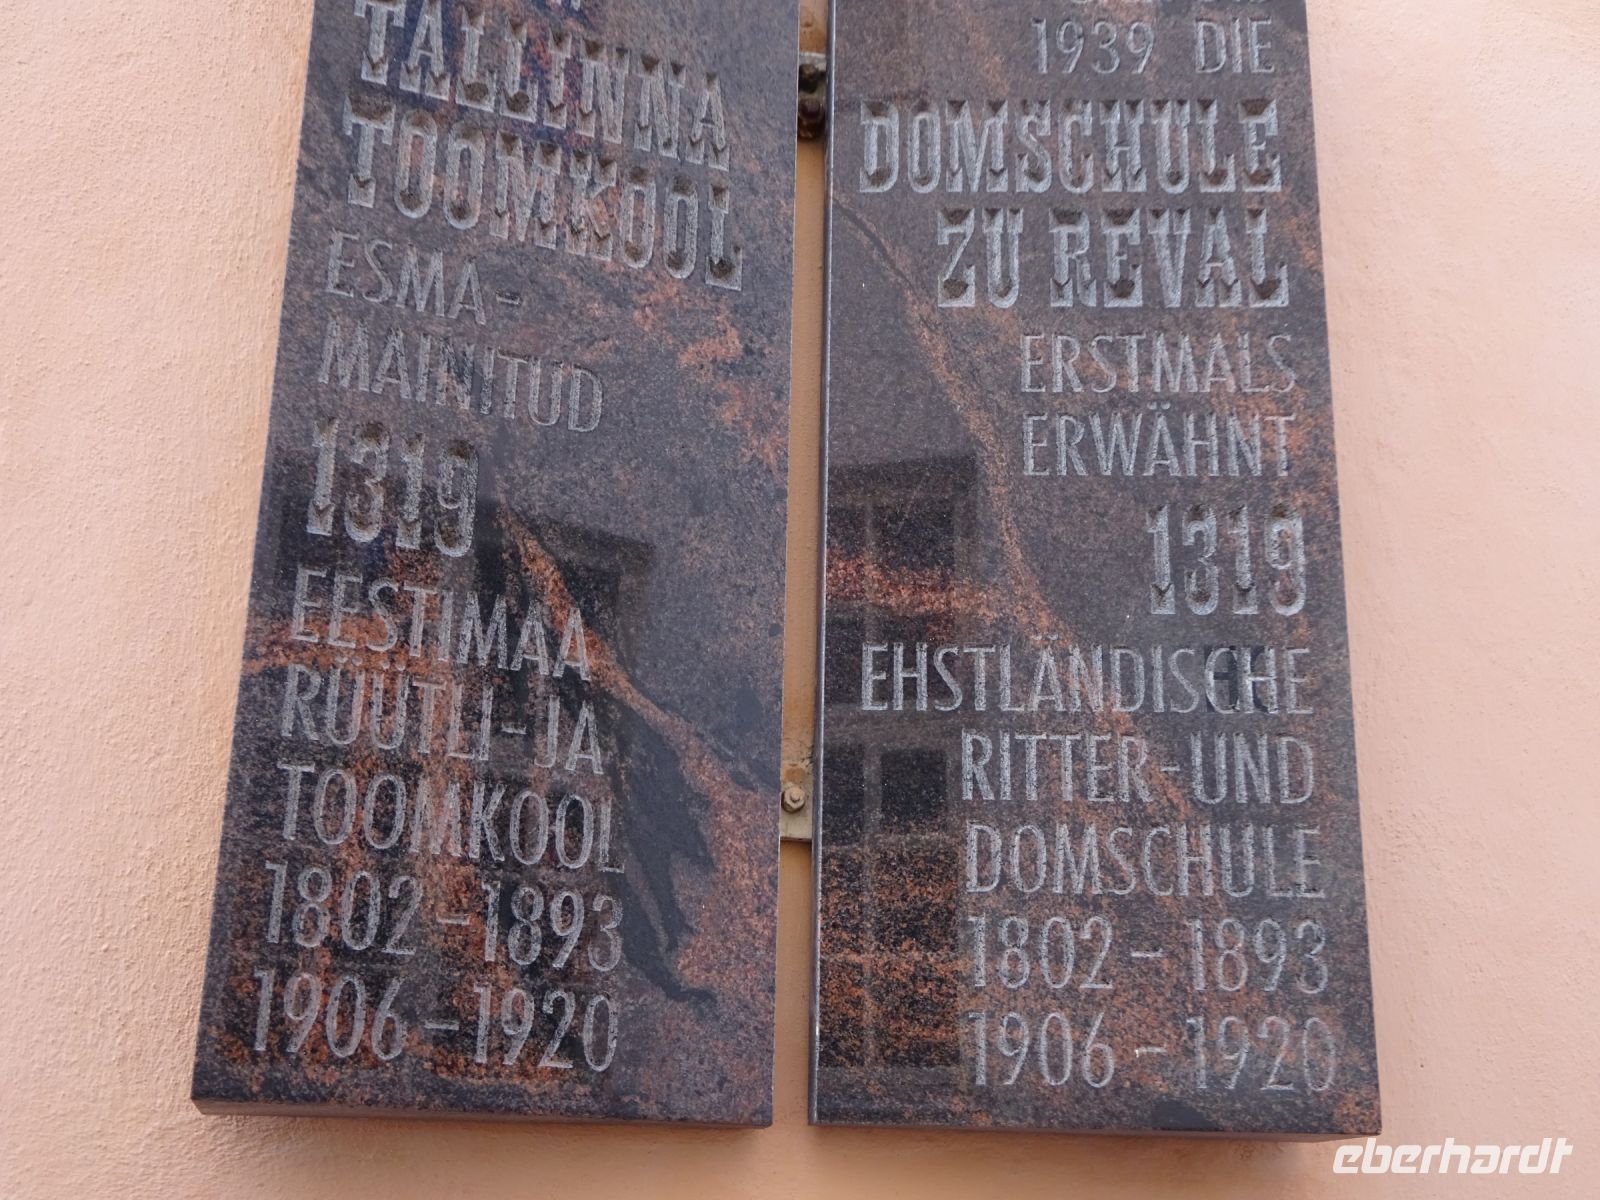 TALLINNA
TOOMKOOL
ESMA-
MAINITUD
1319
EESTIMAA
RÜÜTLI-JA
TOOMKOOL
1802-1893
1906-1920
1939 DIE
DOMSCHULE
ZU REVAL
ERSTMALS
ERWÄHNT
1319
EHSTLÄNDISCHE
RITTER-UND
DOMSCHULE
1802-1893
1906-1920
eberhardt